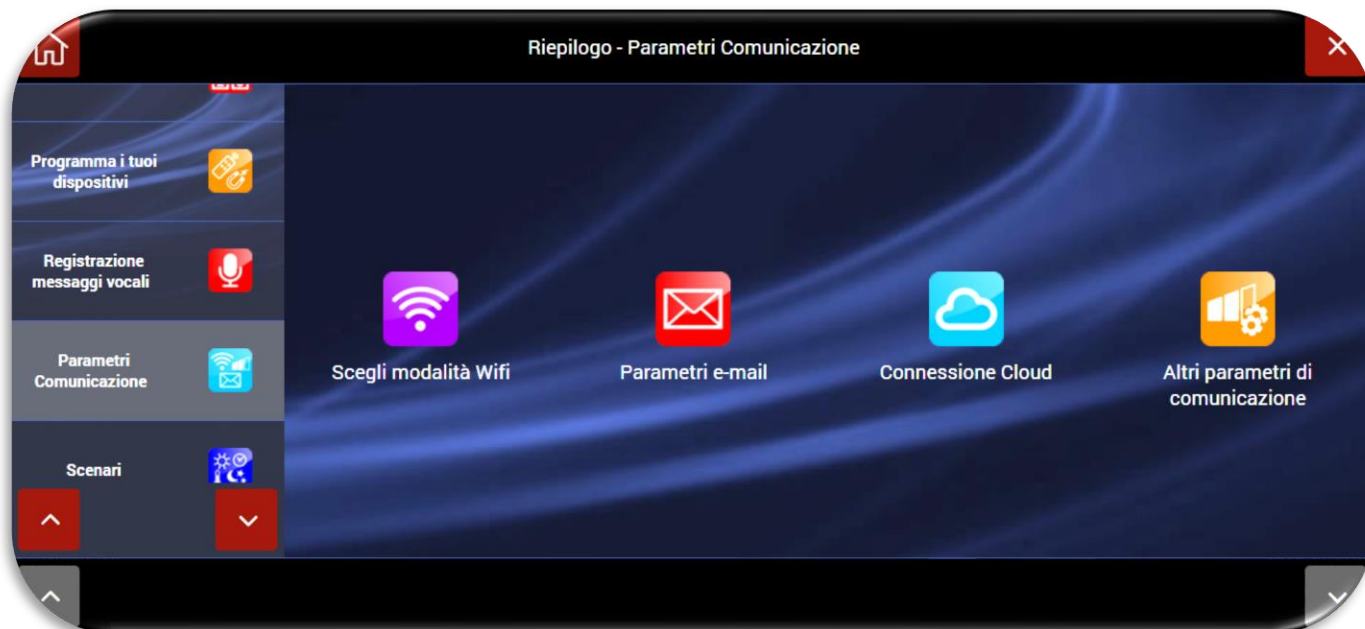 Riepilogo - Parametri Comunicazione
Programma i tuoi
dispositivi
Registrazione
messaggi vocali
Parametri
Comunicazione
Scenari
Scegli modalità Wifi
Parametri e-mail
Connessione Cloud
Altri parametri di
comunicazione